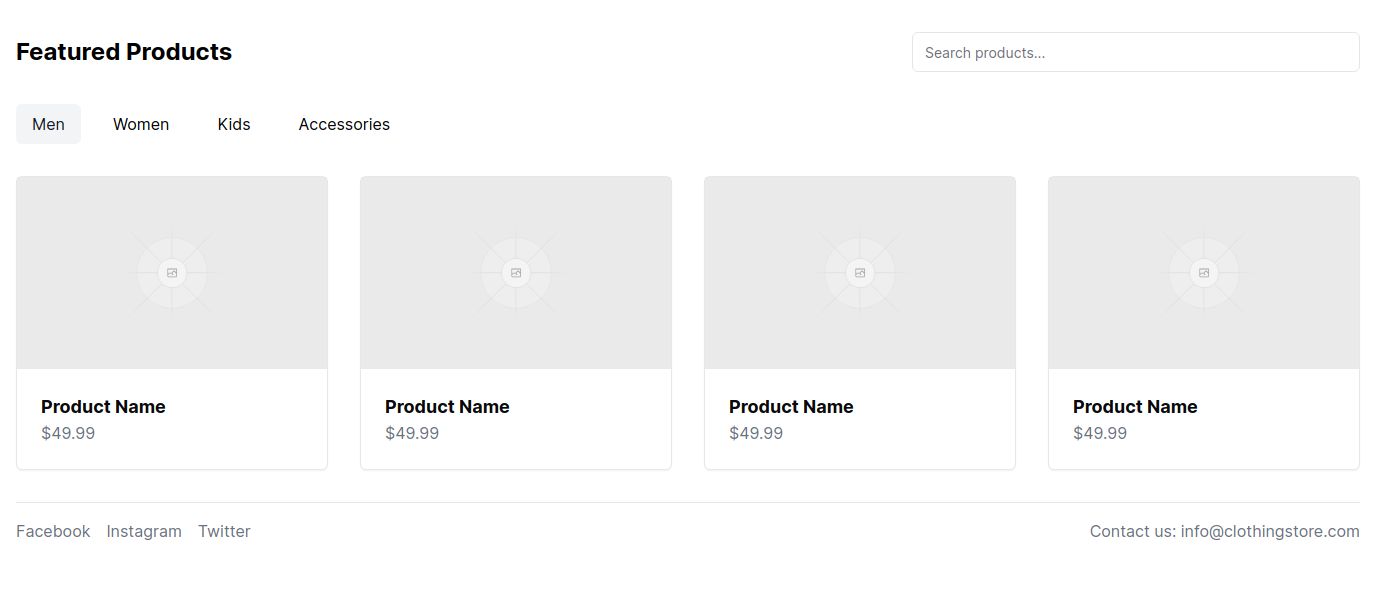 Featured Products
Search products...
Men Women Kids Accessories
Product Name Product Name Product Name Product Name
$49.99 $49.99 $49.99 $49.99
Facebook Instagram Twitter Contact us: info@clothingstore.com